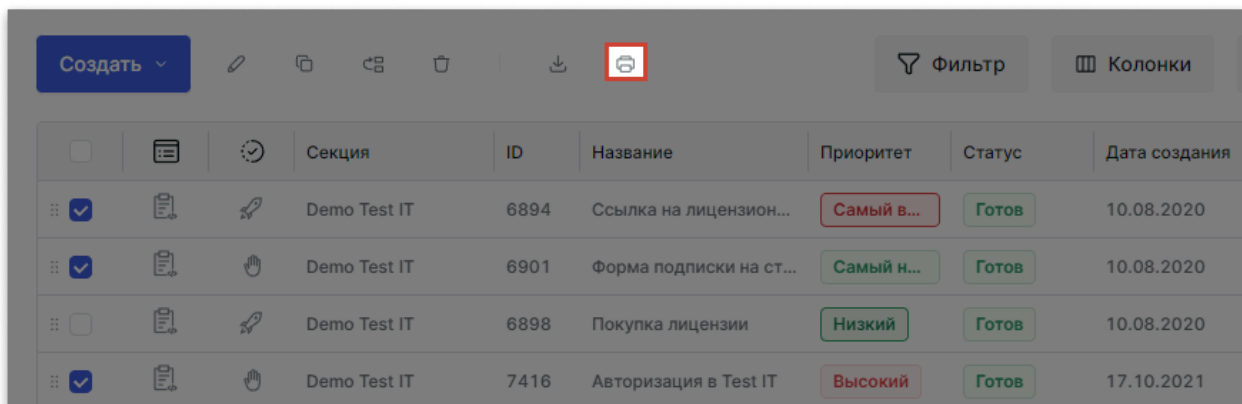 Создать Фильтр Колонки
Секция ID Название Приоритет Статус Дата создания
Demo Test IT 6894 Ссылка на лицензион... Самый в... Готов 10.08.2020
Demo Test IT 6901 Форма подписки на ст... Самый н... Готов 10.08.2020
Demo Test IT 6898 Покупка лицензии Низкий Готов 10.08.2020
Demo Test IT 7416 Авторизация в Test IT Высокий Готов 17.10.2021